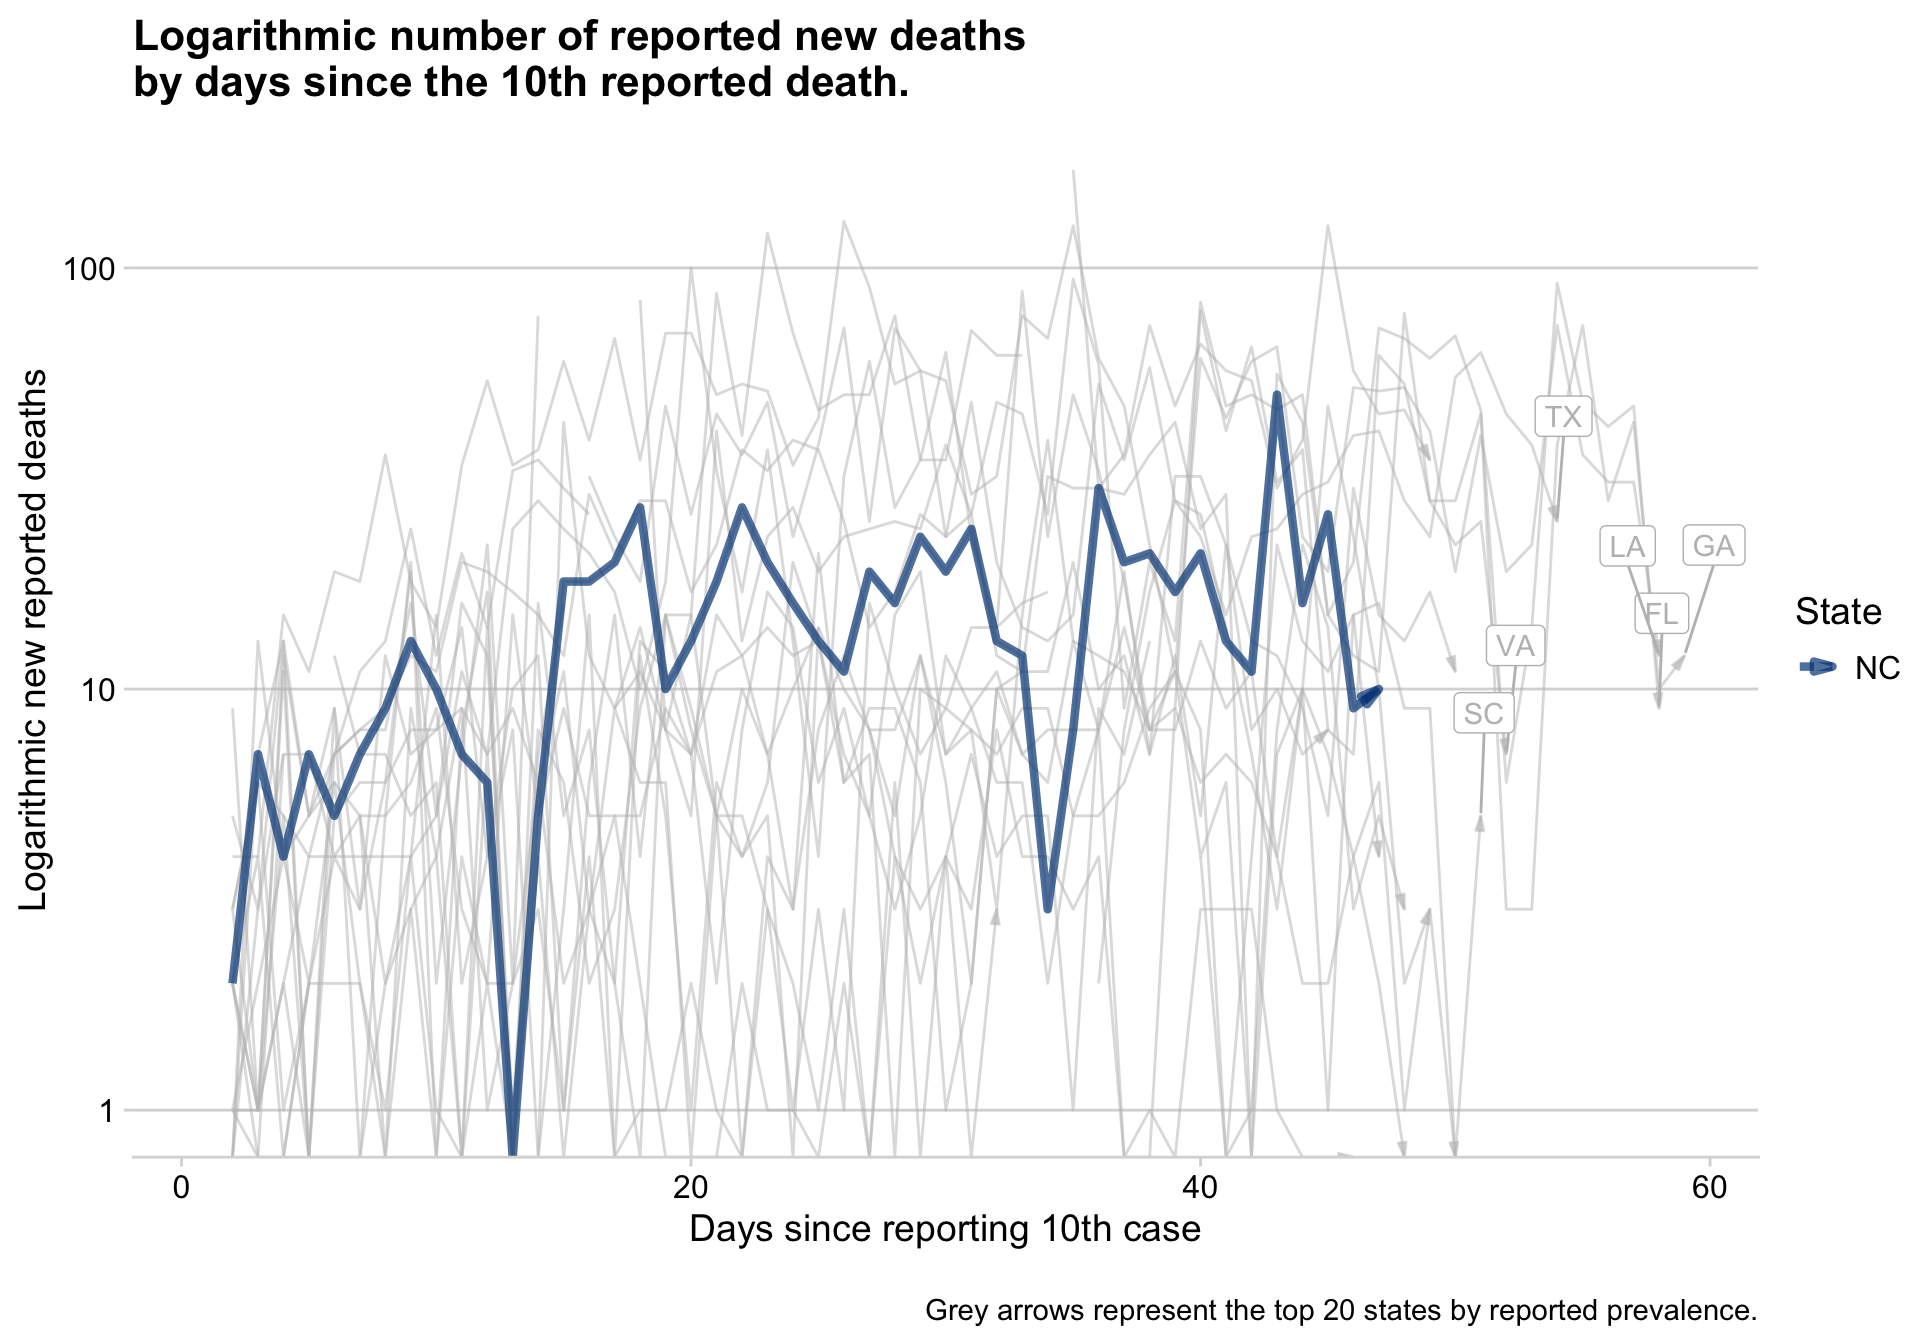 Logarithmic number of reported new deaths
by days since the 10th reported death.
Logarithmic new reported deaths
100
10
1
TX
LA
GA
FL
VA
SC
State
NC
0
20
40
60
Days since reporting 10th case
Grey arrows represent the top 20 states by reported prevalence.